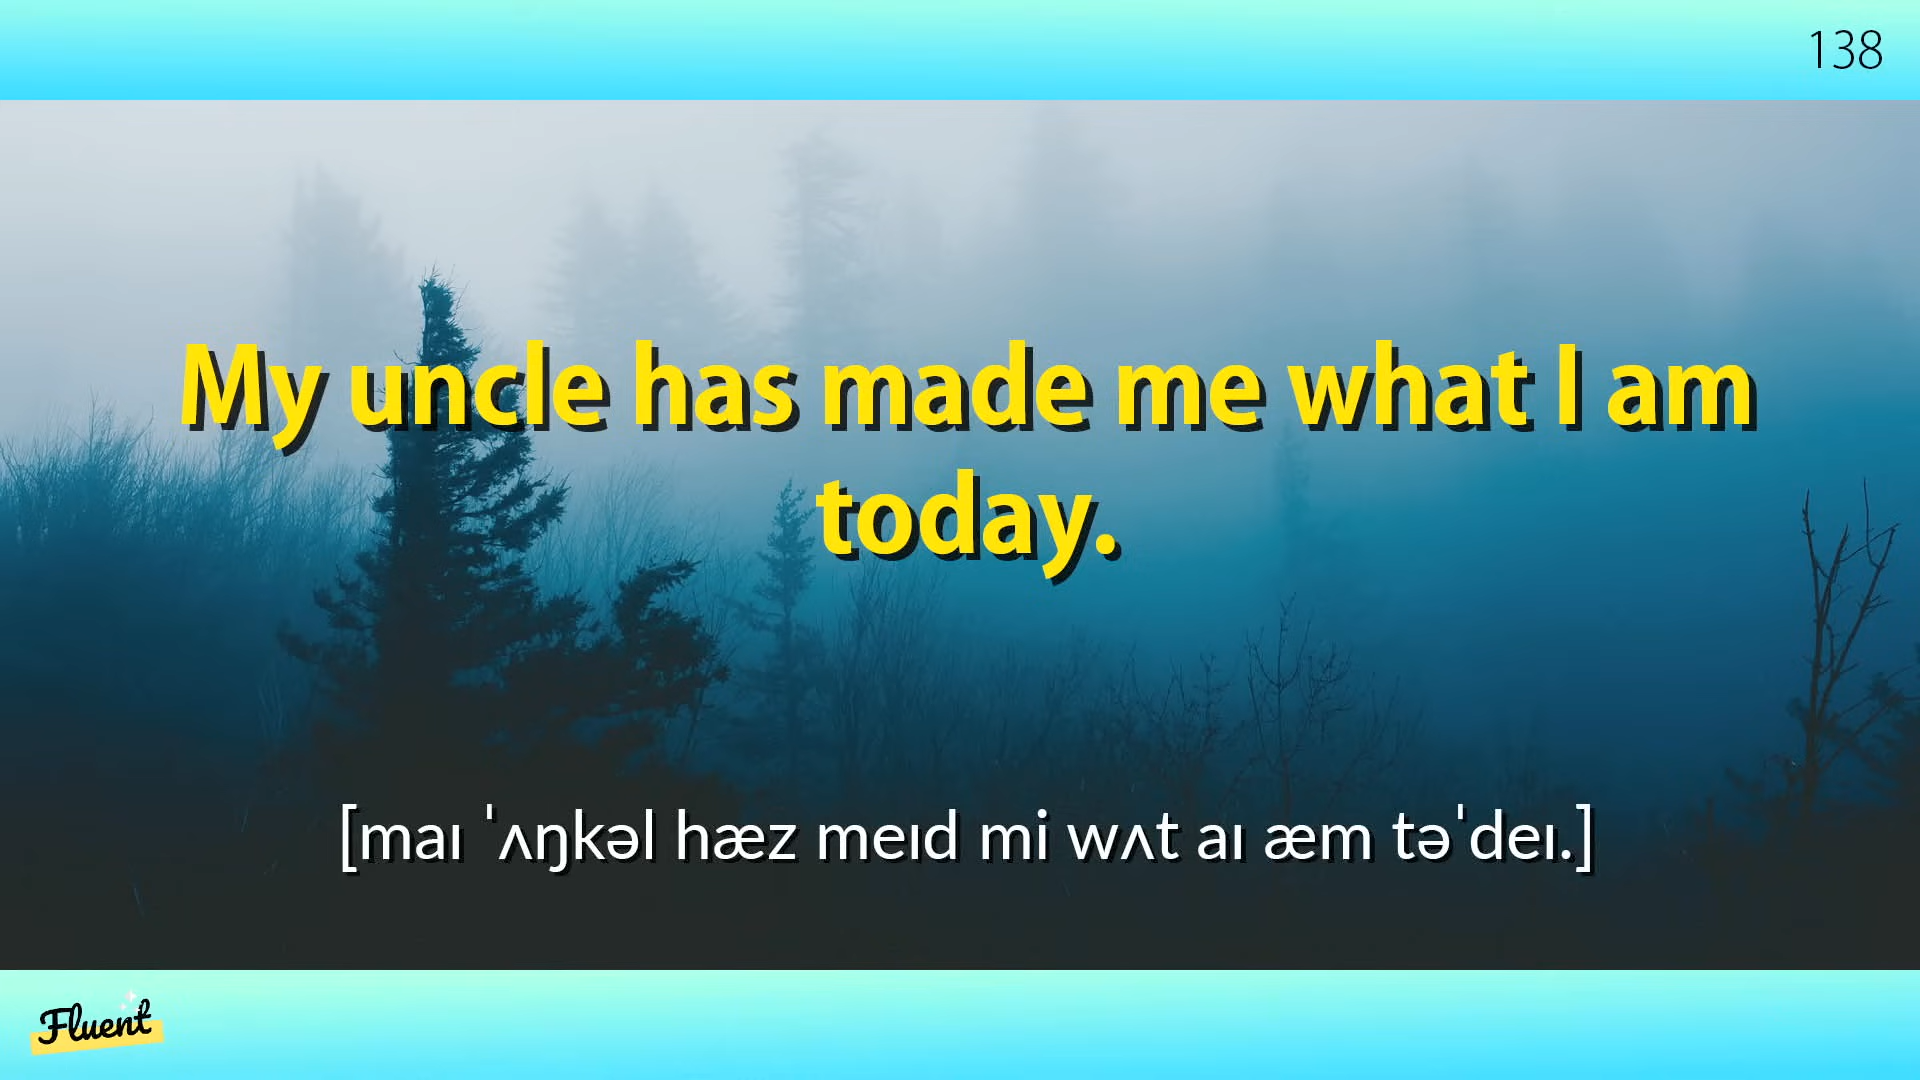 138
My uncle has made me what I am
today.
[maɪ ˈʌŋkəl hæz meɪd mi wʌt aɪ æm təˈdeɪ.]
Fluent